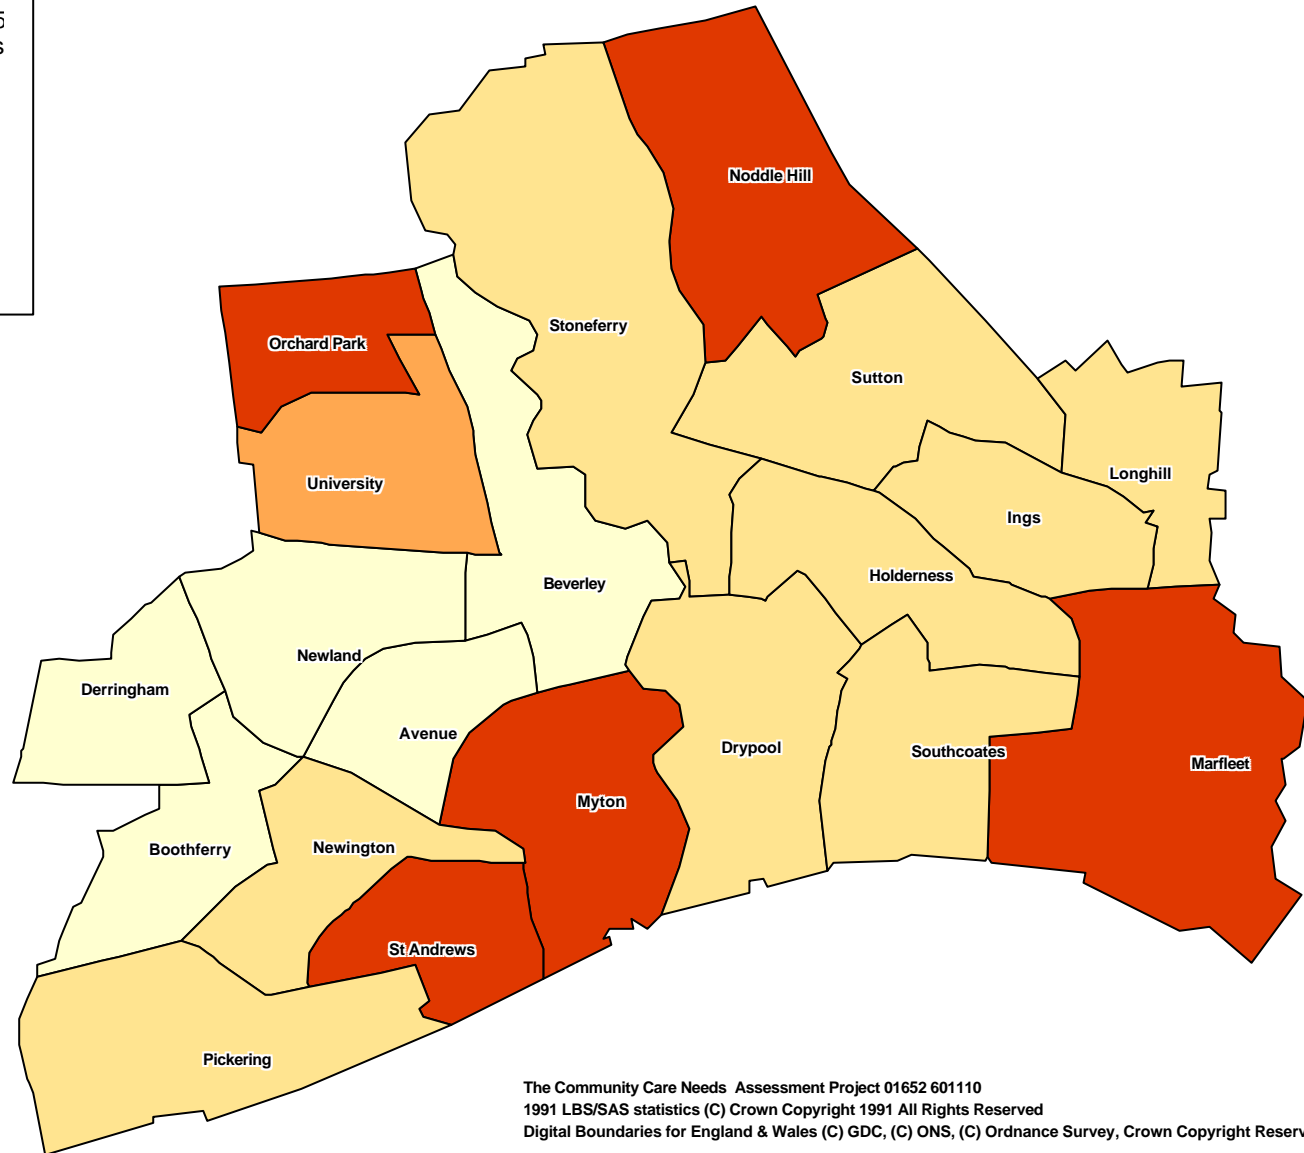 Noddle Hill
Stoneferry
Orchard Park
Sutton
Longhill
University
Ings
Holderness
Beverley
Newland
Derringham
Avenue
Drypool
Southcoates
Marfleet
Myton
Boothferry
Newington
St Andrews
Pickering
The Community Care Needs  Assessment Project 01652 601110
1991 LBS/SAS statistics (C) Crown Copyright 1991 All Rights Reserved
Digital Boundaries for England & Wales (C) GDC, (C) ONS, (C) Ordnance Survey, Crown Copyright